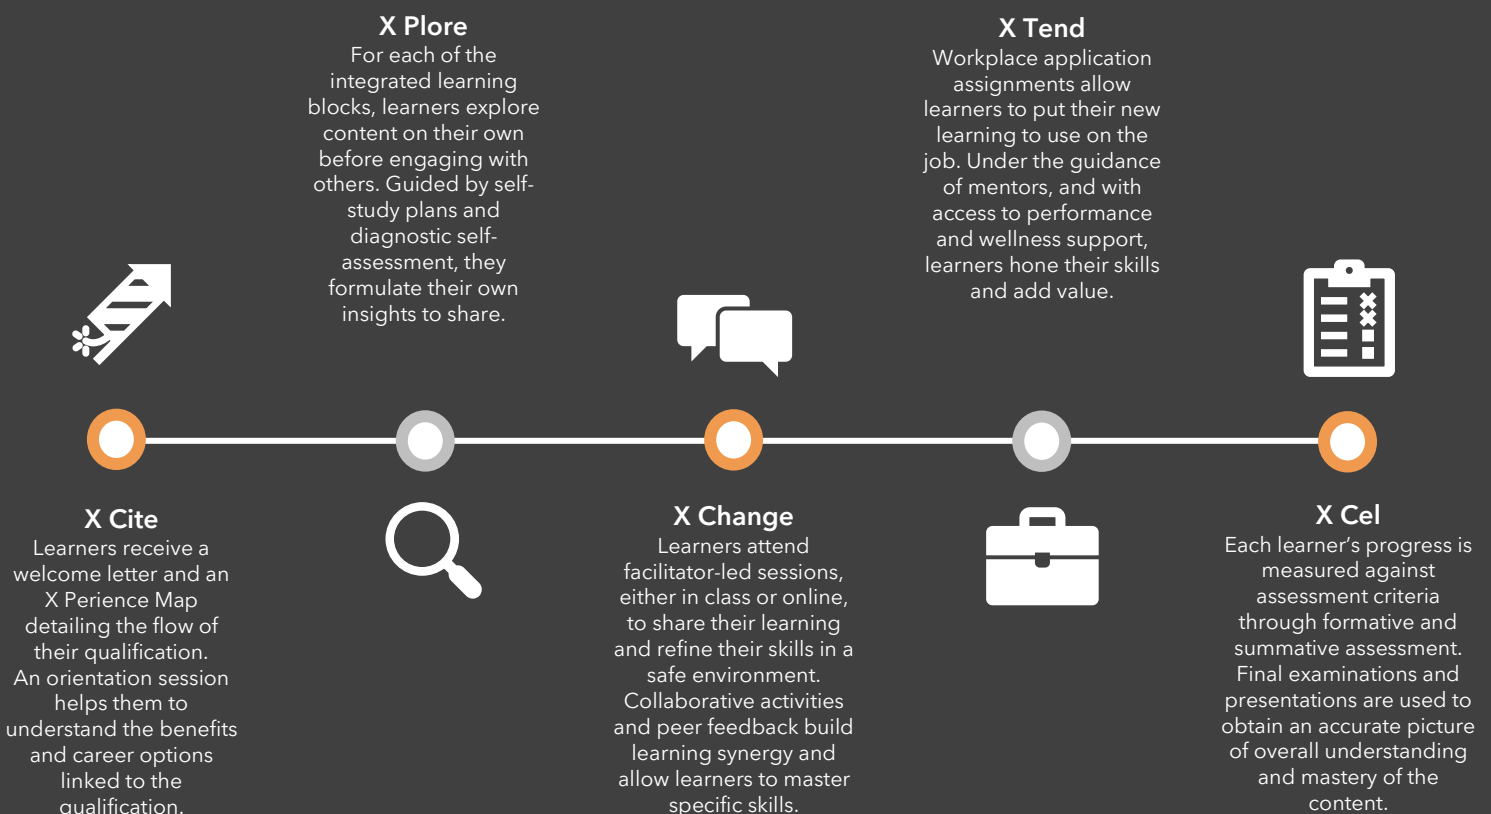 X Cite
Learners receive a
welcome letter and an
X Perience Map
detailing the flow of
their qualification.
An orientation session
helps them to
understand the benefits
and career options
linked to the
qualification.
X Plore
For each of the
integrated learning
blocks, learners explore
content on their own
before engaging with
others. Guided by self-
study plans and
diagnostic self-
assessment, they
formulate their own
insights to share.
X Change
Learners attend
facilitator-led sessions,
either in class or online,
to share their learning
and refine their skills in a
safe environment.
Collaborative activities
and peer feedback build
learning synergy and
allow learners to master
specific skills.
X Tend
Workplace application
assignments allow
learners to put their new
learning to use on the
job. Under the guidance
of mentors, and with
access to performance
and wellness support,
learners hone their skills
and add value.
X Cel
Each learner’s progress is
measured against
assessment criteria
through formative and
summative assessment.
Final examinations and
presentations are used to
obtain an accurate picture
of overall understanding
and mastery of the
content.